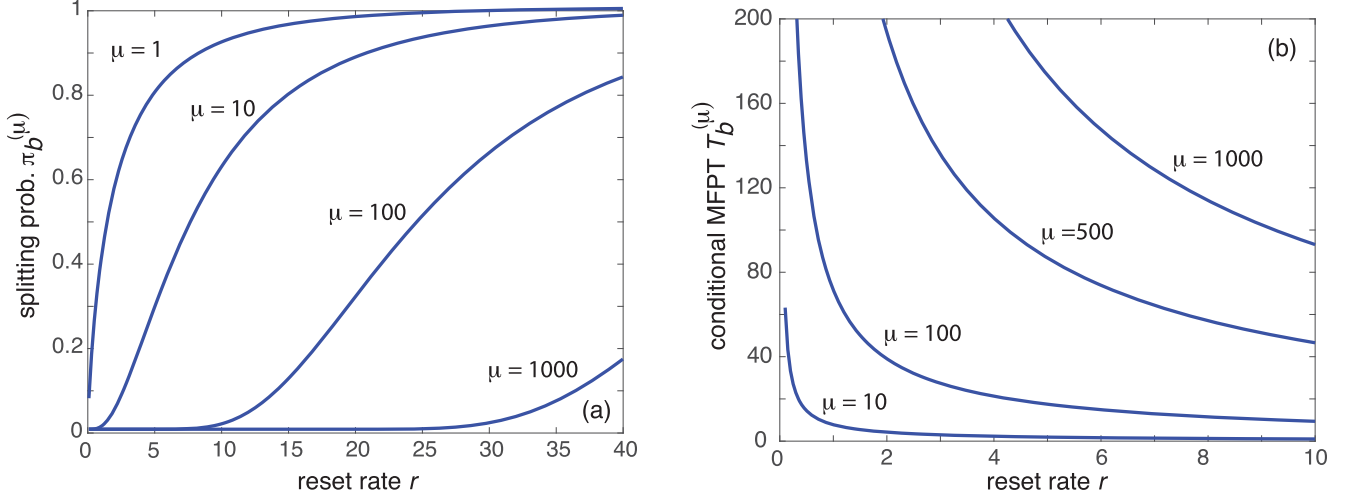 splitting prob. π_b^(μ)
1
0.8
0.6
0.4
0.2
0
μ = 1
μ = 10
μ = 100
μ = 1000
(a)
0 5 10 15 20 25 30 35 40
reset rate r
conditional MFPT T_b^(μ)
200
160
120
80
40
0
(b)
μ = 1000
μ =500
μ = 100
μ = 10
0 2 4 6 8 10
reset rate r